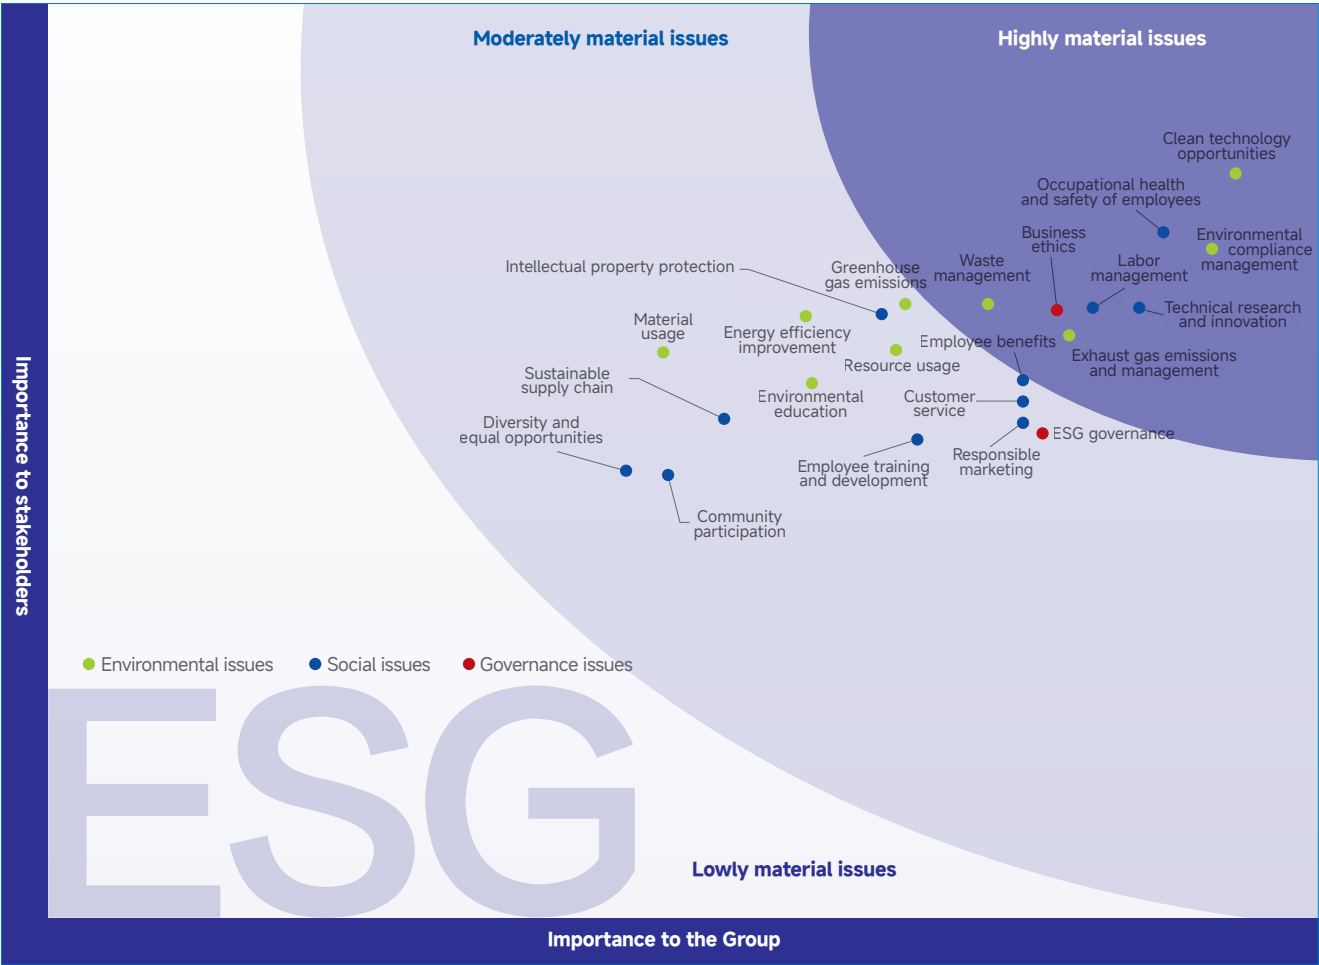 Moderately material issues
Highly material issues
Clean technology
opportunities
Occupational health
and safety of employees
Business
ethics
Environmental
compliance
management
Waste
management
Labor
management
Intellectual property protection
Greenhouse
gas emissions
Technical research
and innovation
Material
usage
Energy efficiency
improvement
Employee benefits
Exhaust gas emissions
and management
Resource usage
Sustainable
supply chain
Environmental
education
Customer
service
Diversity and
equal opportunities
ESG governance
Responsible
marketing
Employee training
and development
Community
participation
Importance to stakeholders
Environmental issues
Social issues
Governance issues
ESG
Lowly material issues
Importance to the Group